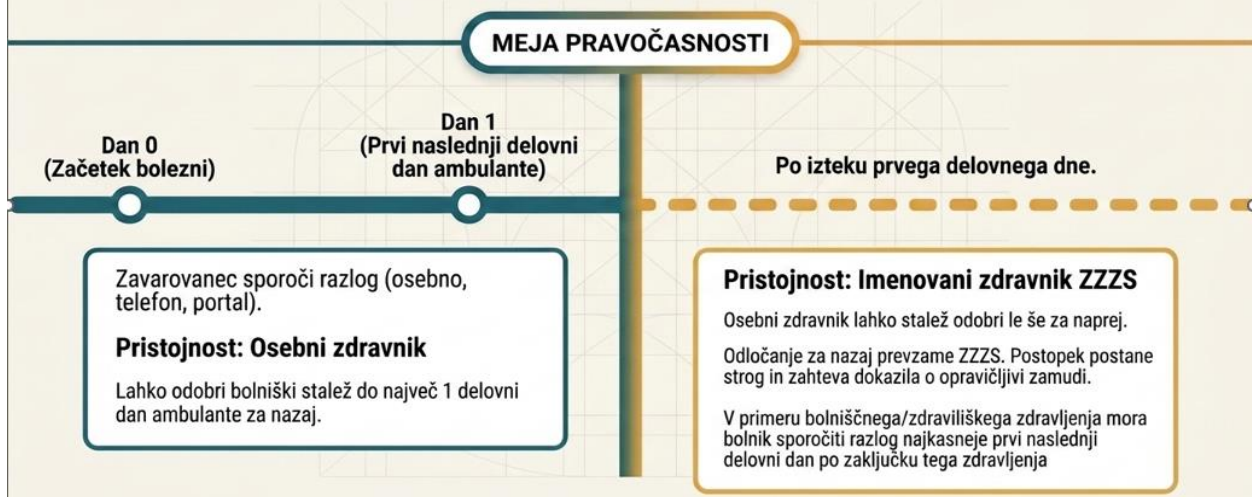 MEJA PRAVOČASNOSTI
Dan 0
(Začetek bolezni)
Dan 1
(Prvi naslednji delovni
dan ambulante)
Po izteku prvega delovnega dne.
Zavarovanec sporoči razlog (osebno,
telefon, portal).
Pristojnost: Osebni zdravnik
Lahko odobri bolniški stalež do največ 1 delovni
dan ambulante za nazaj.
Pristojnost: Imenovani zdravnik ZZZS
Osebni zdravnik lahko stalež odobri le še za naprej.
Odločanje za nazaj prevzame ZZZS. Postopek postane
strog in zahteva dokazila o opravičljivi zamudi.
V primeru bolniščnega/zdraviliškega zdravljenja mora
bolnik sporočiti razlog najkasneje prvi naslednji
delovni dan po zaključku tega zdravljenja